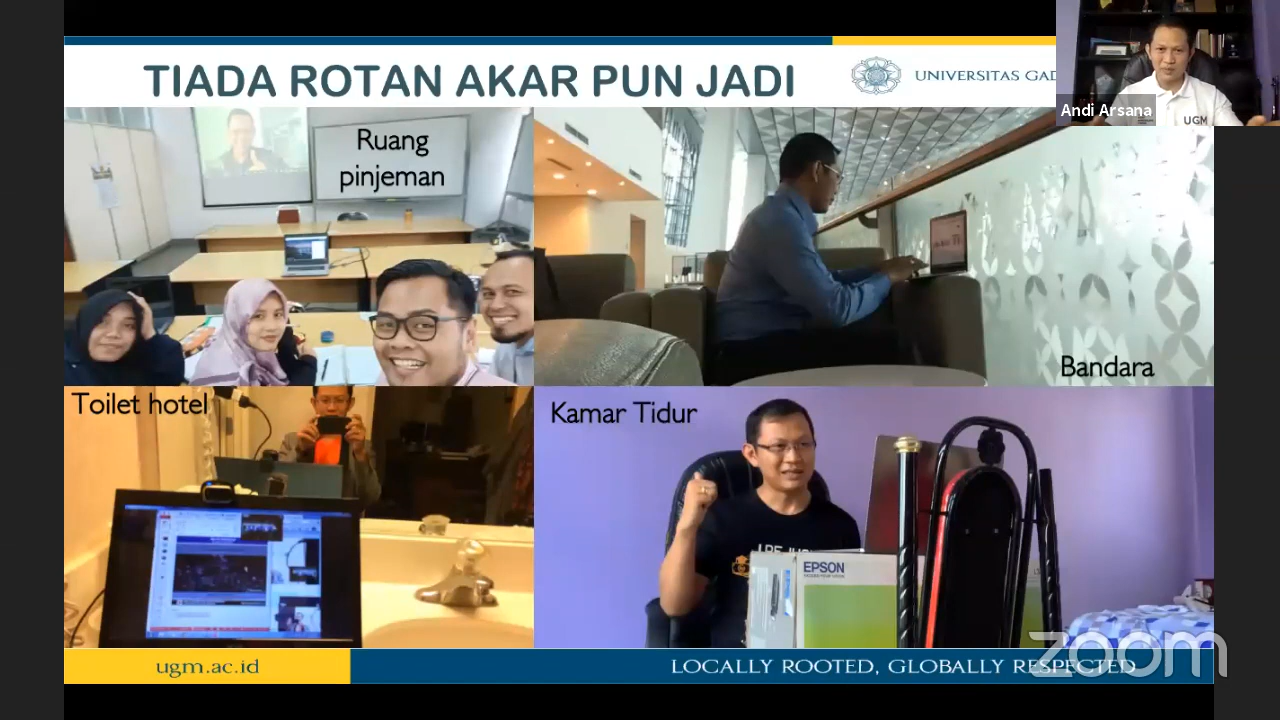 TIADA ROTAN AKAR PUN JADI
UNIVERSITAS GAD
Andi Arsana
UGM
Ruang
pinjeman
Bandara
Toilet hotel
Kamar Tidur
EPSON
ugm.ac.id
LOCALLY ROOTED, GLOBALLY RESPECTED
zoom